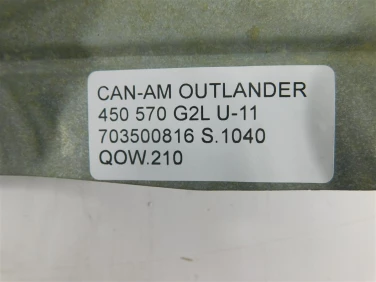 CAN-AM OUTLANDER
450 570 G2L U-11
703500816 S.1040
QOW.210